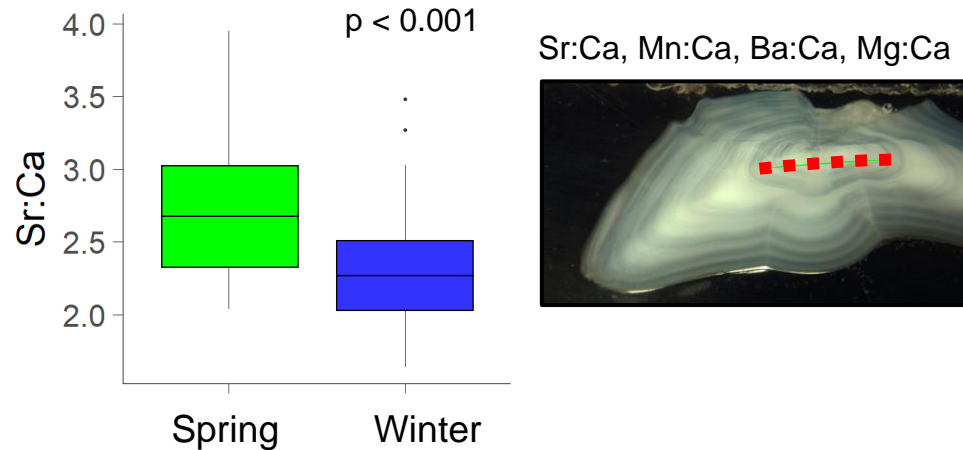 p < 0.001
4.0
3.5
3.0
2.5
2.0
Sr:Ca
Spring
Winter
Sr:Ca, Mn:Ca, Ba:Ca, Mg:Ca